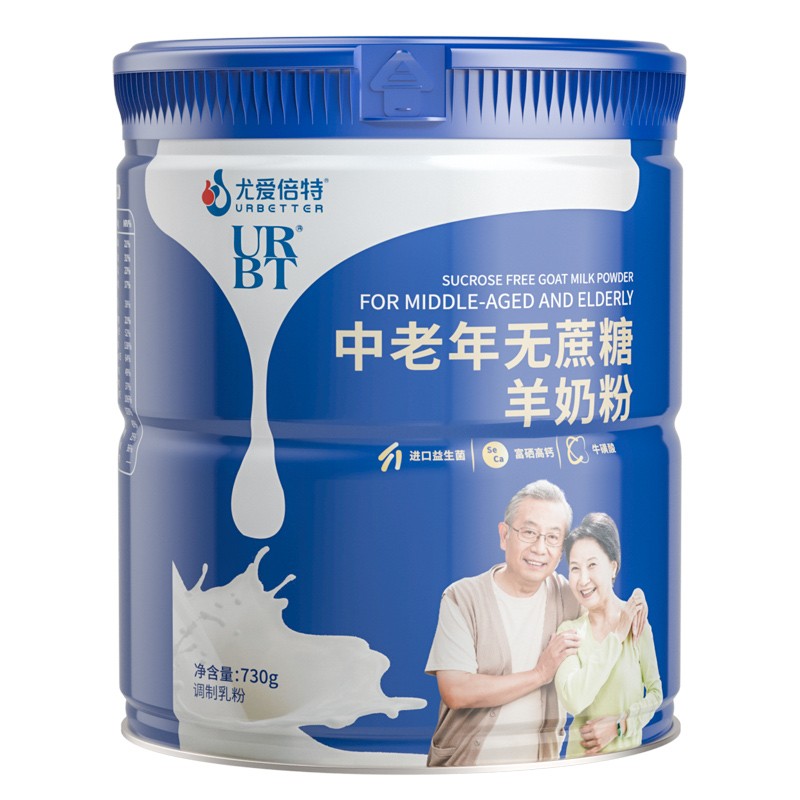 尤爱倍特®
URBETTER
UR®
BT
SUCROSE FREE GOAT MILK POWDER
FOR MIDDLE-AGED AND ELDERLY
中老年无蔗糖
羊奶粉
进口益生菌
Se
Ca
富硒高钙
牛磺酸
净含量:730g
调制乳粉